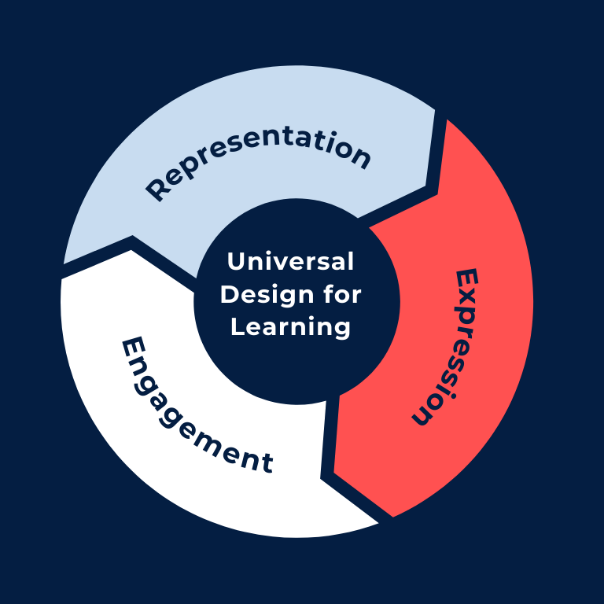 Representation
Universal
Design for
Learning
Expression
Engagement